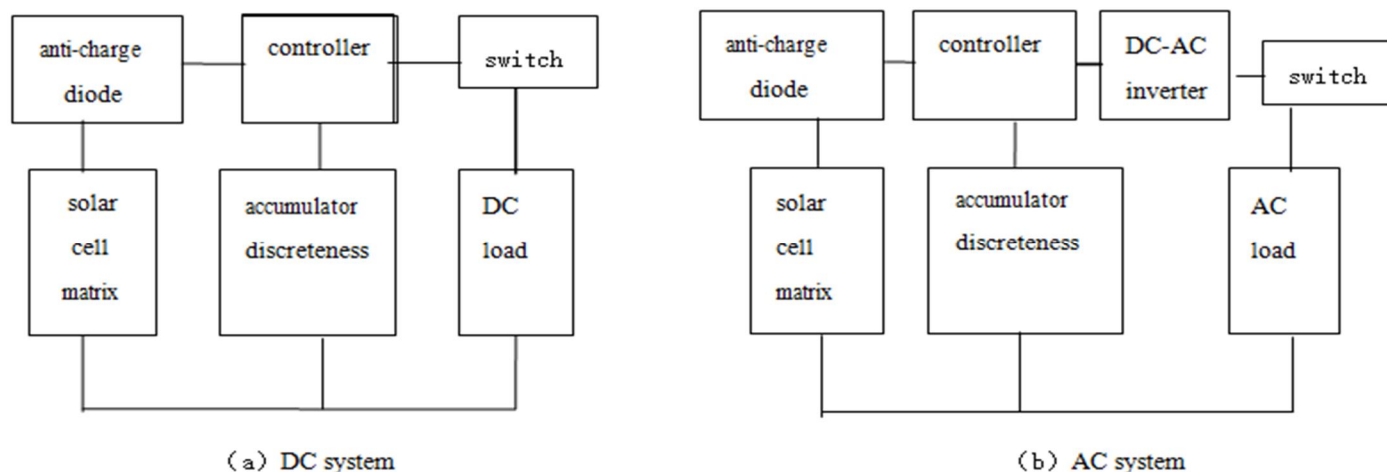 anti-charge
diode
controller
switch
solar
cell
matrix
accumulator
discreteness
DC
load
（a）DC system
anti-charge
diode
controller
DC-AC
inverter
switch
solar
cell
matrix
accumulator
discreteness
AC
load
（b）AC system